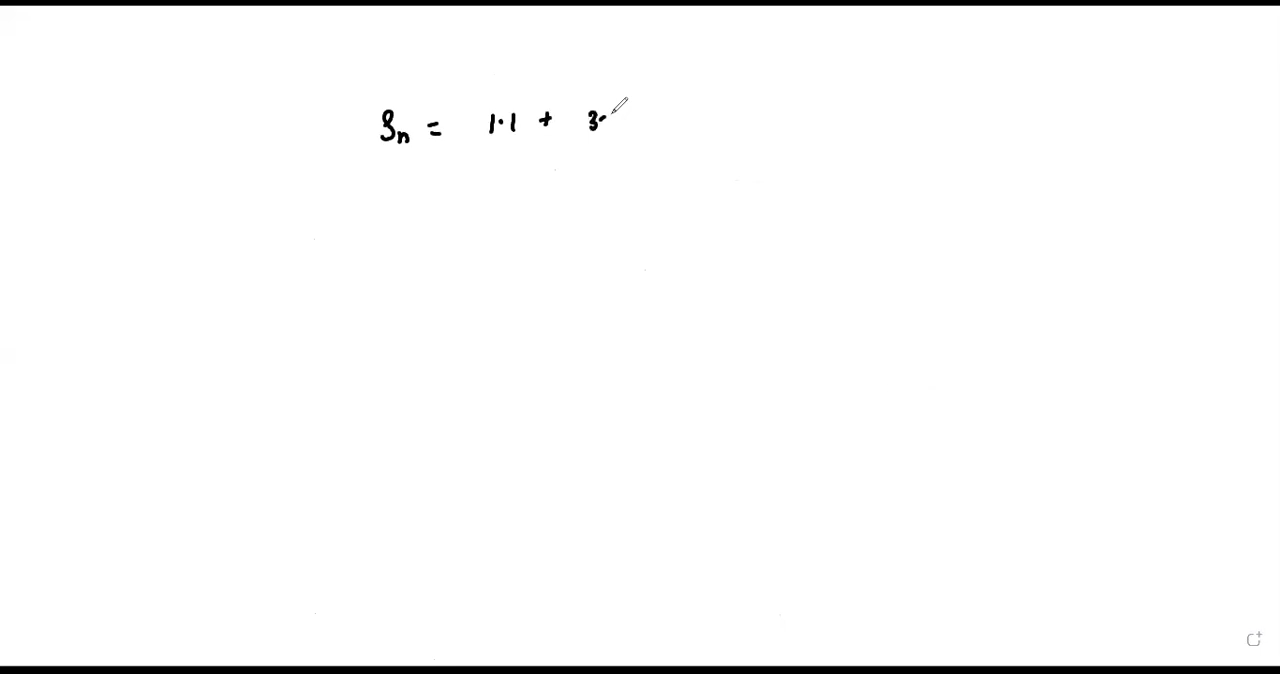 Sn = 1·1 + 3·